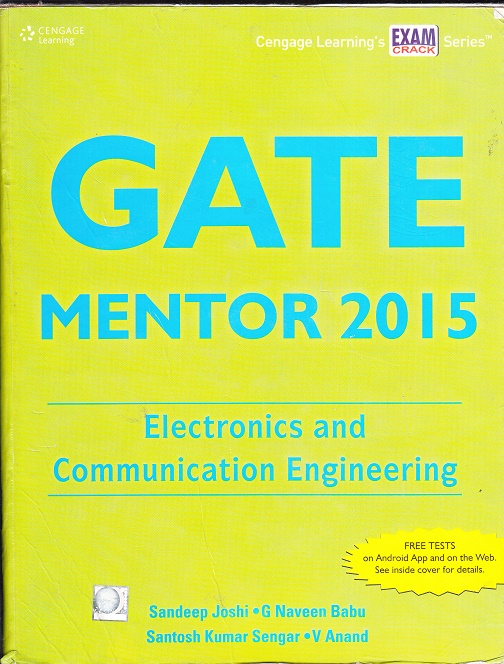 CENGAGE
Learning
Cengage Learning's EXAM CRACK Series™
GATE
MENTOR 2015
Electronics and
Communication Engineering
FREE TESTS
on Android App and on the Web.
See inside cover for details.
Sandeep Joshi • G Naveen Babu
Santosh Kumar Sengar • V Anand